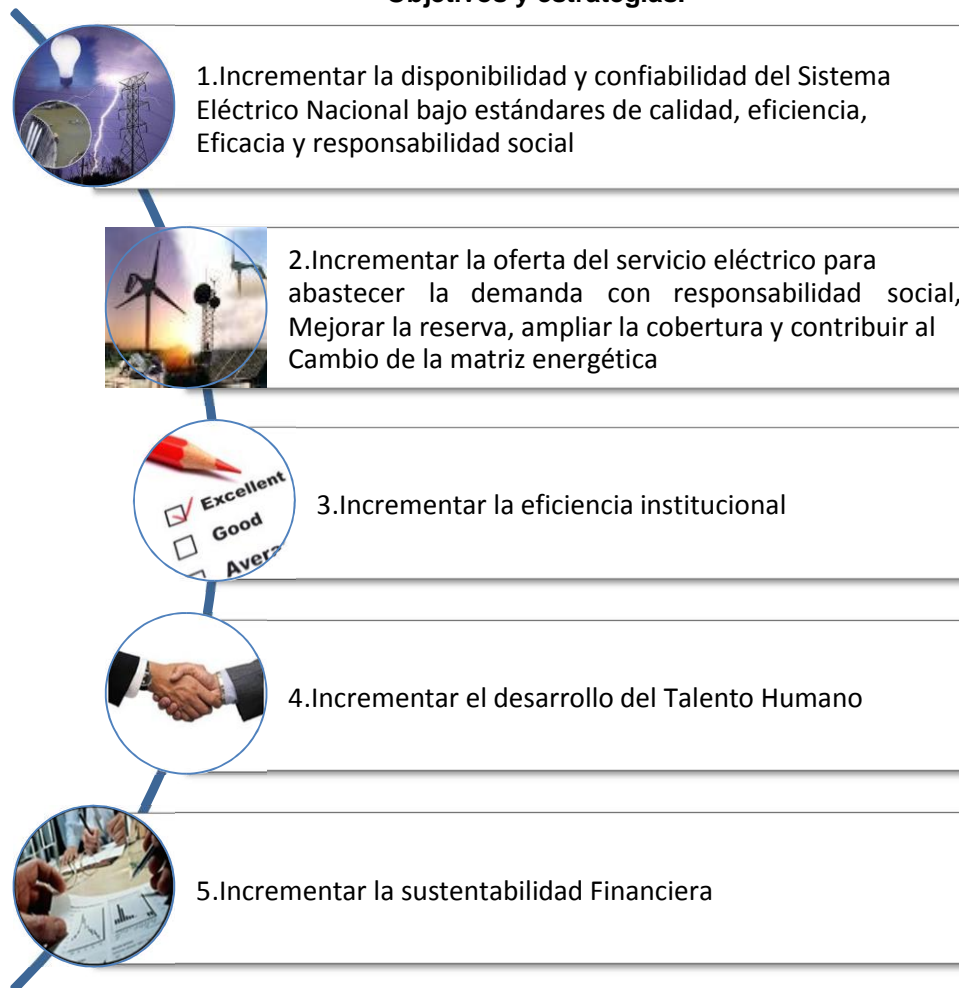 Objetivos y estrategias.
1.Incrementar la disponibilidad y confiabilidad del Sistema
Eléctrico Nacional bajo estándares de calidad, eficiencia,
Eficacia y responsabilidad social
2.Incrementar la oferta del servicio eléctrico para
abastecer la demanda con responsabilidad social,
Mejorar la reserva, ampliar la cobertura y contribuir al
Cambio de la matriz energética
Excellent
Good
3.Incrementar la eficiencia institucional
4.Incrementar el desarrollo del Talento Humano
5.Incrementar la sustentabilidad Financiera